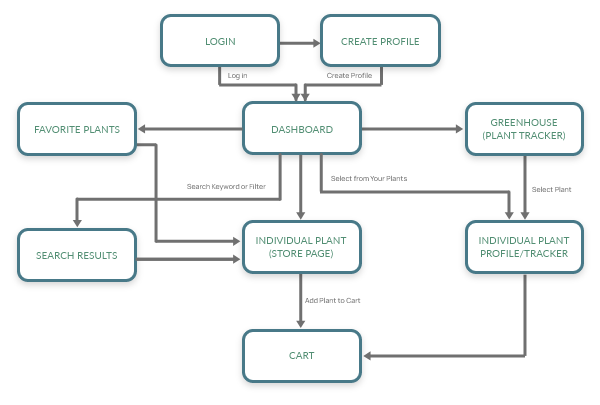 LOGIN
CREATE PROFILE
Log in
Create Profile
FAVORITE PLANTS
DASHBOARD
GREENHOUSE
(PLANT TRACKER)
Search Keyword or Filter
Select from Your Plants
Select Plant
SEARCH RESULTS
INDIVIDUAL PLANT
(STORE PAGE)
INDIVIDUAL PLANT
PROFILE/TRACKER
Add Plant to Cart
CART